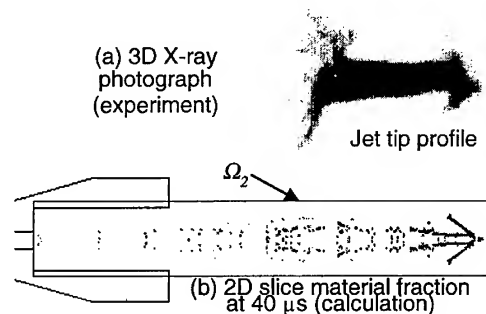 (a) 3D X-ray
photograph
(experiment)
Jet tip profile
Ω₂
(b) 2D slice material fraction
at 40 μs (calculation)